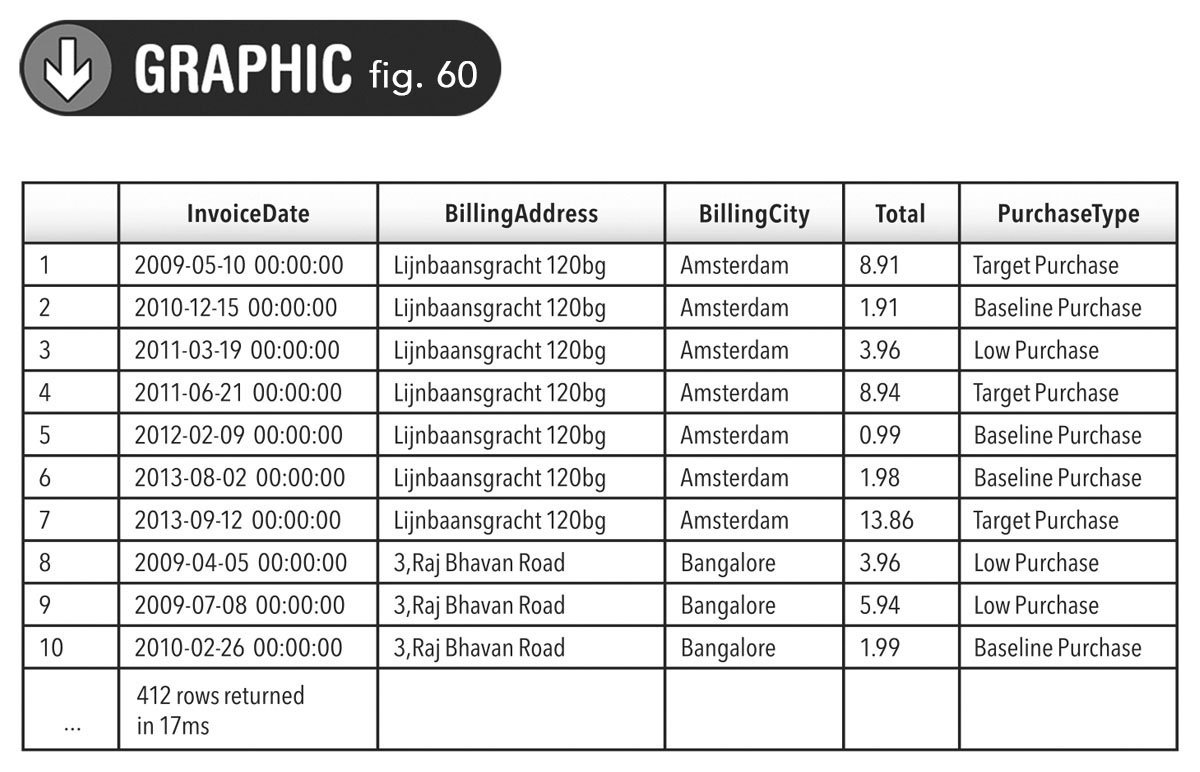 GRAPHIC fig. 60
InvoiceDate BillingAddress BillingCity Total PurchaseType
1 2009-05-10 00:00:00 Lijnbaansgracht 120bg Amsterdam 8.91 Target Purchase
2 2010-12-15 00:00:00 Lijnbaansgracht 120bg Amsterdam 1.91 Baseline Purchase
3 2011-03-19 00:00:00 Lijnbaansgracht 120bg Amsterdam 3.96 Low Purchase
4 2011-06-21 00:00:00 Lijnbaansgracht 120bg Amsterdam 8.94 Target Purchase
5 2012-02-09 00:00:00 Lijnbaansgracht 120bg Amsterdam 0.99 Baseline Purchase
6 2013-08-02 00:00:00 Lijnbaansgracht 120bg Amsterdam 1.98 Baseline Purchase
7 2013-09-12 00:00:00 Lijnbaansgracht 120bg Amsterdam 13.86 Target Purchase
8 2009-04-05 00:00:00 3,Raj Bhavan Road Bangalore 3.96 Low Purchase
9 2009-07-08 00:00:00 3,Raj Bhavan Road Bangalore 5.94 Low Purchase
10 2010-02-26 00:00:00 3,Raj Bhavan Road Bangalore 1.99 Baseline Purchase
412 rows returned
... in 17ms